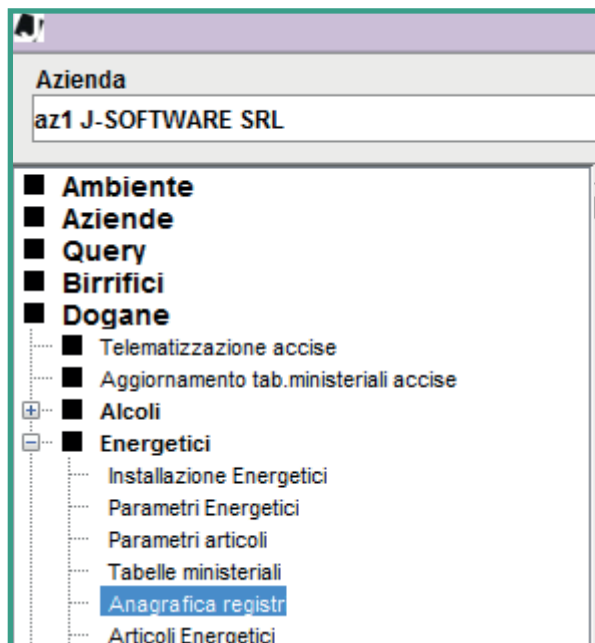 Azienda
az1 J-SOFTWARE SRL
Ambiente
Aziende
Query
Birrifici
Dogane
Telematizzazione accise
Aggiornamento tab.ministeriali accise
Alcoli
Energetici
Installazione Energetici
Parametri Energetici
Parametri articoli
Tabelle ministeriali
Anagrafica registr
Articoli Energetici